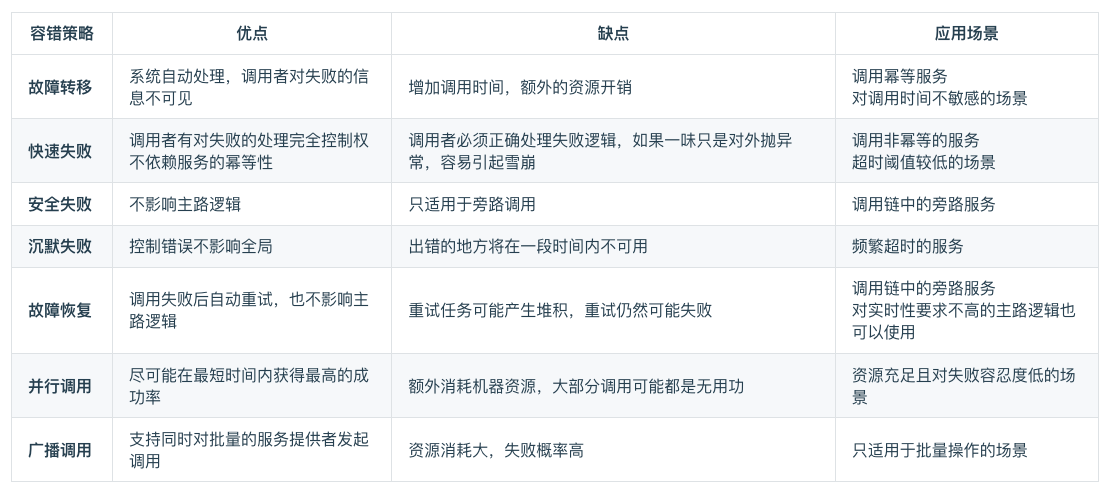 容错策略
优点
缺点
应用场景
故障转移
系统自动处理，调用者对失败的信
息不可见
增加调用时间，额外的资源开销
调用幂等服务
对调用时间不敏感的场景
快速失败
调用者有对失败的处理完全控制权
不依赖服务的幂等性
调用者必须正确处理失败逻辑，如果一味只是对外抛异
常，容易引起雪崩
调用非幂等的服务
超时阈值较低的场景
安全失败
不影响主路逻辑
只适用于旁路调用
调用链中的旁路服务
沉默失败
控制错误不影响全局
出错的地方将在一段时间内不可用
频繁超时的服务
故障恢复
调用失败后自动重试，也不影响主
路逻辑
重试任务可能产生堆积，重试仍然可能失败
调用链中的旁路服务
对实时性要求不高的主路逻辑也
可以使用
并行调用
尽可能在最短时间内获得最高的成
功率
额外消耗机器资源，大部分调用可能都是无用功
资源充足且对失败容忍度低的场
景
广播调用
支持同时对批量的服务提供者发起
调用
资源消耗大，失败概率高
只适用于批量操作的场景